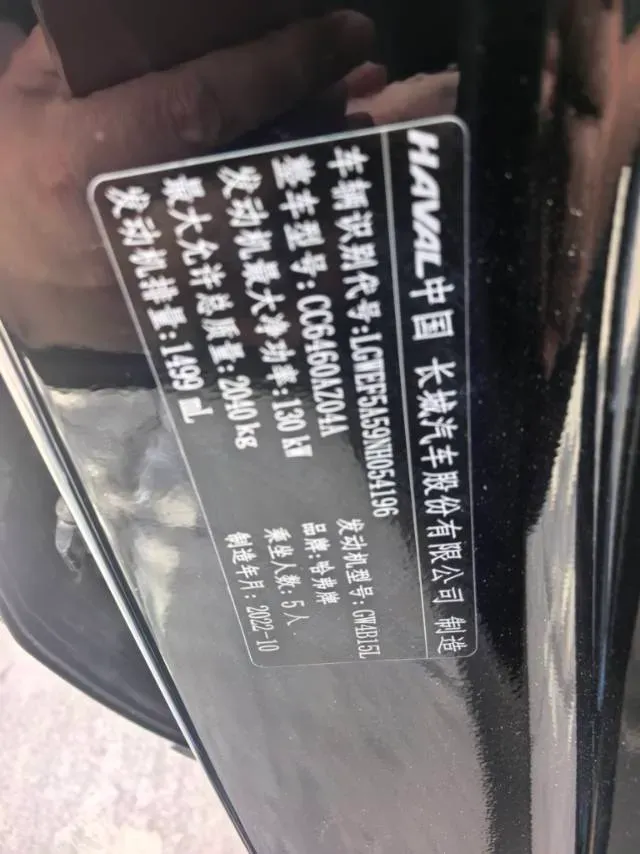 HAVAL中国 长城汽车股份有限公司 制造
车辆识别代号:LGWEF5A59NH054196
整车型号:CC6460AZ04A 发动机型号:GW4B15L
发动机最大净功率:130 kW 品牌:哈弗牌
最大允许总质量:2040 kg 乘坐人数:5人
发动机排量:1499 mL 制造年月:2022-10